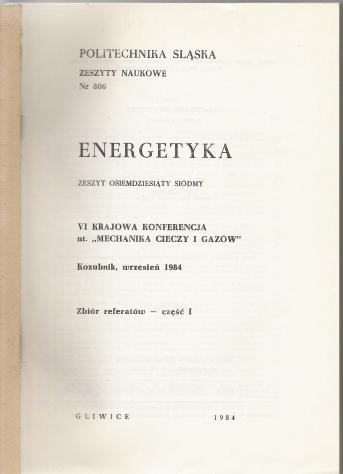 POLITECHNIKA ŚLĄSKA
ZESZYTY NAUKOWE
Nr 806
ENERGETYKA
ZESZYT OSIEMDZIESIĄTY SIÓDMY
VI KRAJOWA KONFERENCJA
nt. „MECHANIKA CIECZY I GAZÓW"
Kozubnik, wrzesień 1984
Zbiór referatów — część I
GLIWICE 1984